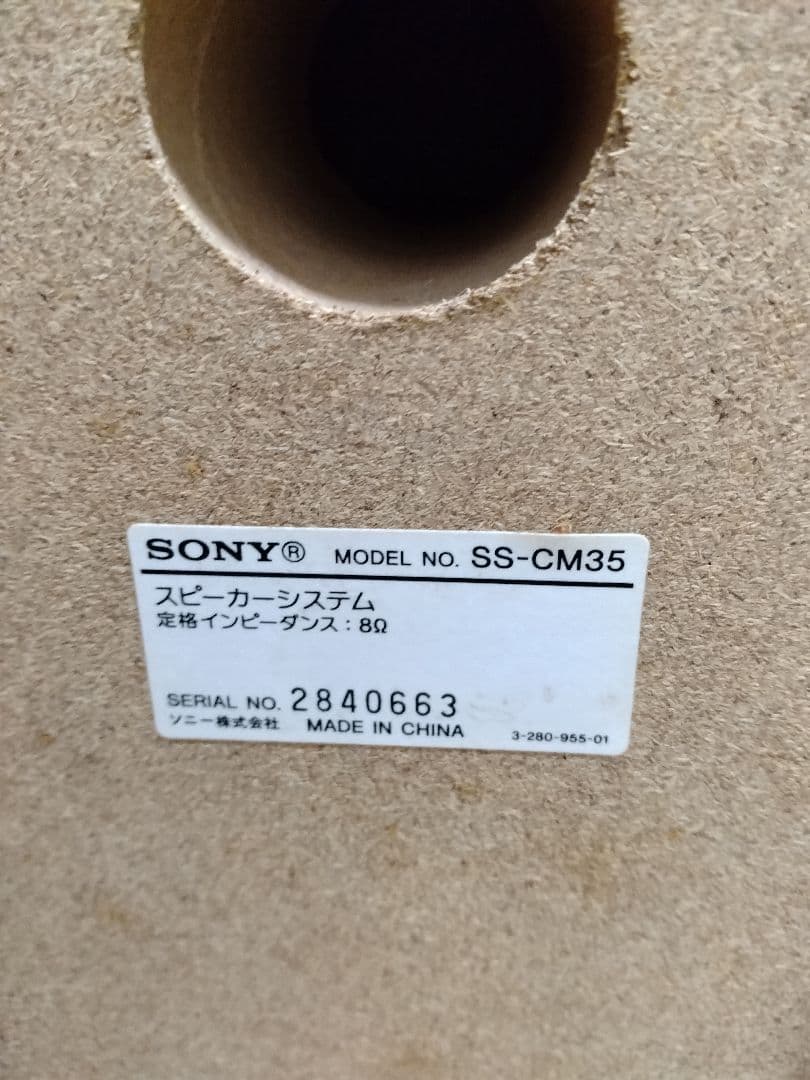 SONY® MODEL NO. SS-CM35
スピーカーシステム
定格インピーダンス：8Ω
SERIAL NO. 2840663
ソニー株式会社 MADE IN CHINA 3-280-955-01